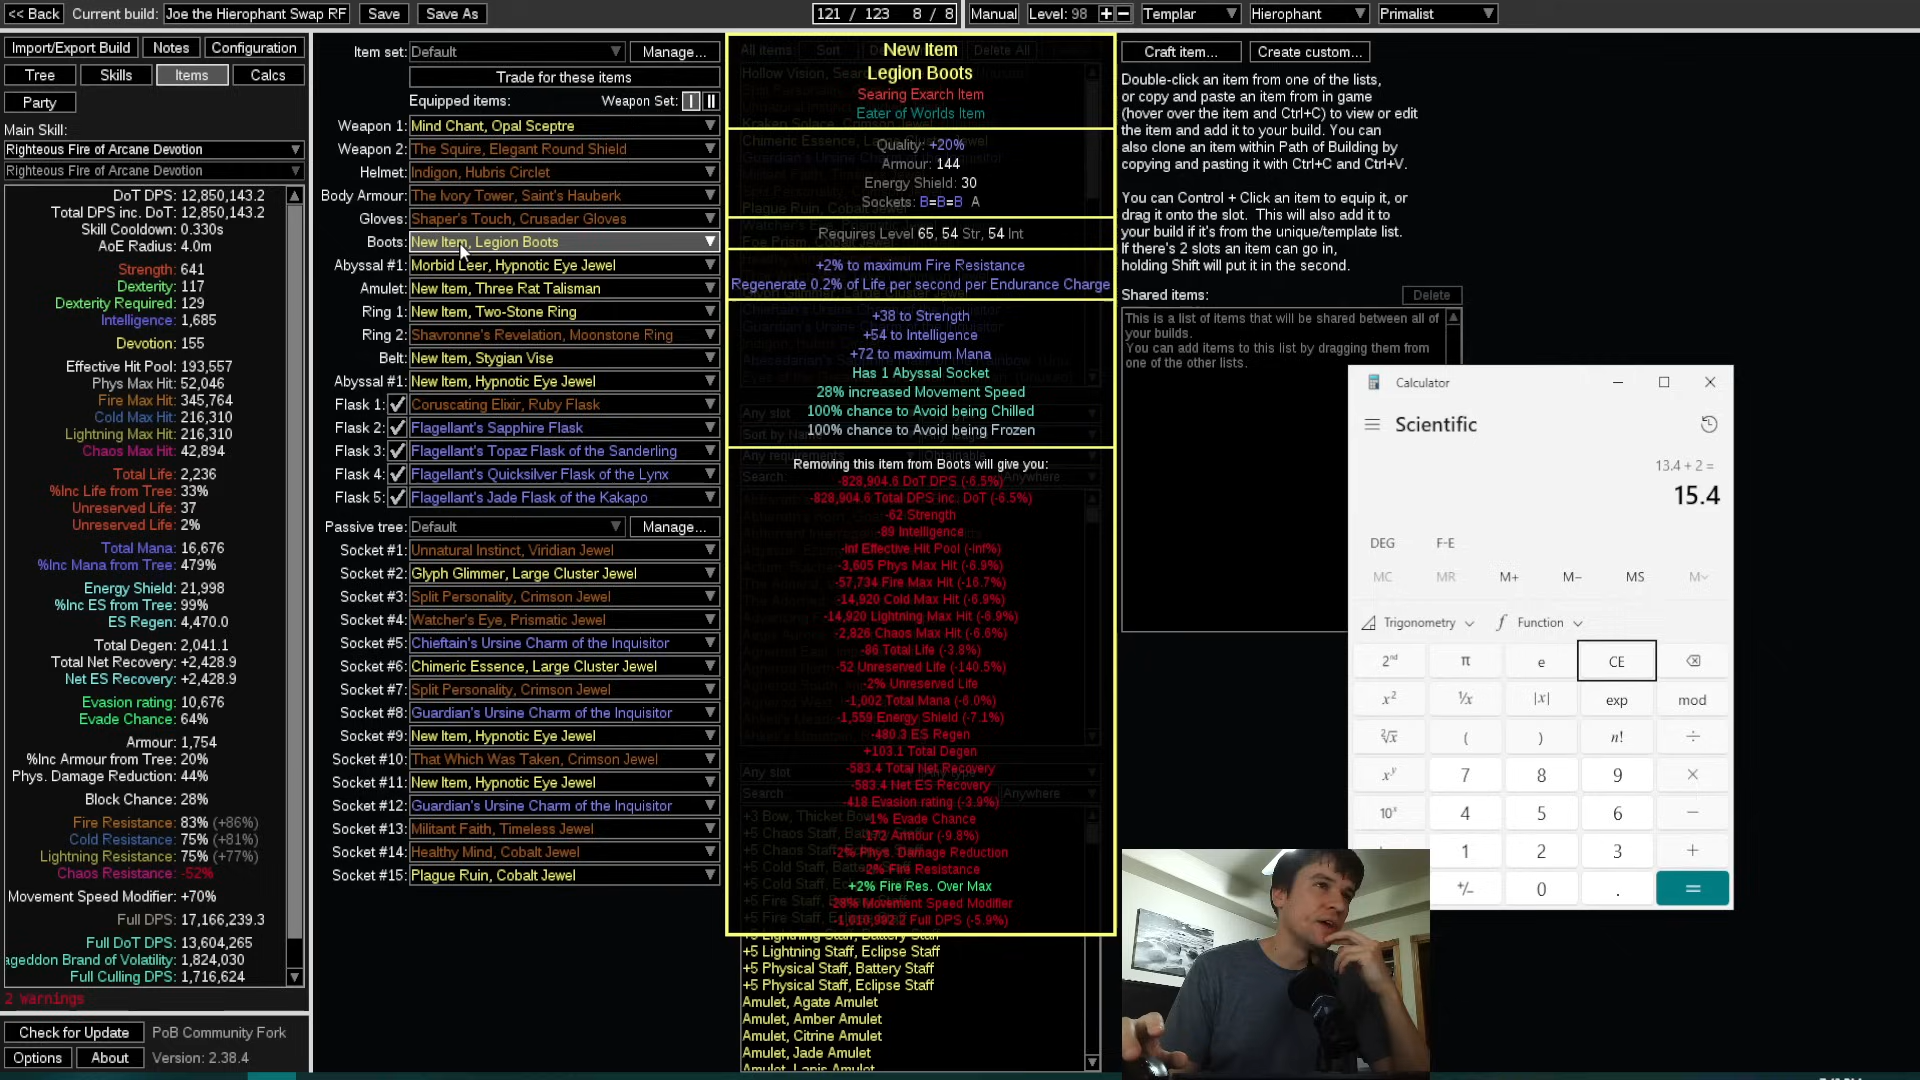 << Back
Current build: Joe the Hierophant Swap RF
Save
Save As
121 / 123 8 / 8
Manual
Level: 98
Templar
Hierophant
Primalist
Import/Export Build
Notes
Configuration
Tree
Skills
Items
Calcs
Party
Main Skill:
Righteous Fire of Arcane Devotion
Righteous Fire of Arcane Devotion
DoT DPS: 12,850,143.2
Total DPS inc. DoT: 12,850,143.2
Skill Cooldown: 0.330s
AoE Radius: 4.0m
Strength: 641
Dexterity: 117
Dexterity Required: 129
Intelligence: 1,685
Devotion: 155
Effective Hit Pool: 193,557
Phys Max Hit: 52,046
Fire Max Hit: 345,764
Cold Max Hit: 216,310
Lightning Max Hit: 216,310
Chaos Max Hit: 42,894
Total Life: 2,236
%Inc Life from Tree: 33%
Unreserved Life: 37
Unreserved Life: 2%
Total Mana: 16,676
%Inc Mana from Tree: 479%
Energy Shield: 21,998
%Inc ES from Tree: 99%
ES Regen: 4,470.0
Total Degen: 2,041.1
Total Net Recovery: +2,428.9
Net ES Recovery: +2,428.9
Evasion rating: 10,676
Evade Chance: 64%
Armour: 1,754
%Inc Armour from Tree: 20%
Phys. Damage Reduction: 44%
Block Chance: 28%
Fire Resistance: 83% (+86%)
Cold Resistance: 75% (+81%)
Lightning Resistance: 75% (+77%)
Chaos Resistance: -52%
Movement Speed Modifier: +70%
Full DPS: 17,166,239.3
Full DoT DPS: 13,604,265
ageddon Brand of Volatility: 1,824,030
Full Culling DPS: 1,716,624
2 Warnings
Check for Update
PoB Community Fork
Options
About
Version: 2.38.4
Item set: Default
Manage...
Trade for these items
Equipped items:
Weapon Set: I II
Weapon 1: Mind Chant, Opal Sceptre
Weapon 2: The Squire, Elegant Round Shield
Helmet: Indigon, Hubris Circlet
Body Armour: The Ivory Tower, Saint's Hauberk
Gloves: Shaper's Touch, Crusader Gloves
Boots: New Item, Legion Boots
Abyssal #1: Morbid Leer, Hypnotic Eye Jewel
Amulet: New Item, Three Rat Talisman
Ring 1: New Item, Two-Stone Ring
Ring 2: Shavronne's Revelation, Moonstone Ring
Belt: New Item, Stygian Vise
Abyssal #1: New Item, Hypnotic Eye Jewel
Flask 1: Coruscating Elixir, Ruby Flask
Flask 2: Flagellant's Sapphire Flask
Flask 3: Flagellant's Topaz Flask of the Sanderling
Flask 4: Flagellant's Quicksilver Flask of the Lynx
Flask 5: Flagellant's Jade Flask of the Kakapo
Passive tree: Default
Manage...
Socket #1: Unnatural Instinct, Viridian Jewel
Socket #2: Glyph Glimmer, Large Cluster Jewel
Socket #3: Split Personality, Crimson Jewel
Socket #4: Watcher's Eye, Prismatic Jewel
Socket #5: Chieftain's Ursine Charm of the Inquisitor
Socket #6: Chimeric Essence, Large Cluster Jewel
Socket #7: Split Personality, Crimson Jewel
Socket #8: Guardian's Ursine Charm of the Inquisitor
Socket #9: New Item, Hypnotic Eye Jewel
Socket #10: That Which Was Taken, Crimson Jewel
Socket #11: New Item, Hypnotic Eye Jewel
Socket #12: Guardian's Ursine Charm of the Inquisitor
Socket #13: Militant Faith, Timeless Jewel
Socket #14: Healthy Mind, Cobalt Jewel
Socket #15: Plague Ruin, Cobalt Jewel
New Item
Legion Boots
Searing Exarch Item
Eater of Worlds Item
Quality: +20%
Armour: 144
Energy Shield: 30
Sockets: B=B=B A
Requires Level 65, 54 Str, 54 Int
+2% to maximum Fire Resistance
Regenerate 0.2% of Life per second per Endurance Charge
+38 to Strength
+54 to Intelligence
+72 to maximum Mana
Has 1 Abyssal Socket
28% increased Movement Speed
100% chance to Avoid being Chilled
100% chance to Avoid being Frozen
Removing this item from Boots will give you:
-828,904.6 DoT DPS (-6.5%)
-828,904.6 Total DPS inc. DoT (-6.5%)
-62 Strength
-89 Intelligence
-inf Effective Hit Pool (-inf%)
-3,605 Phys Max Hit (-6.9%)
-57,734 Fire Max Hit (-16.7%)
-14,920 Cold Max Hit (-6.9%)
-14,920 Lightning Max Hit (-6.9%)
-2,826 Chaos Max Hit (-6.6%)
-86 Total Life (-3.8%)
-52 Unreserved Life (-140.5%)
-2% Unreserved Life
-1,002 Total Mana (-6.0%)
-1,559 Energy Shield (-7.1%)
-480.3 ES Regen
+103.1 Total Degen
-583.4 Total Net Recovery
-583.4 Net ES Recovery
-418 Evasion rating (-3.9%)
-1% Evade Chance
-172 Armour (-9.8%)
-2% Phys. Damage Reduction
-2% Fire Resistance
+2% Fire Res. Over Max
-28% Movement Speed Modifier
-1,010,992.2 Full DPS (-5.9%)
+5 Lightning Staff, Battery Staff
+5 Lightning Staff, Eclipse Staff
+5 Physical Staff, Battery Staff
+5 Physical Staff, Eclipse Staff
Amulet, Agate Amulet
Amulet, Amber Amulet
Amulet, Citrine Amulet
Amulet, Jade Amulet
Amulet, Lapis Amulet
Craft item...
Create custom...
Double-click an item from one of the lists,
or copy and paste an item from in game
(hover over the item and Ctrl+C) to view or edit
the item and add it to your build. You can
also clone an item within Path of Building by
copying and pasting it with Ctrl+C and Ctrl+V.
You can Control + Click an item to equip it, or
drag it onto the slot. This will also add it to
your build if it's from the unique/template list.
If there's 2 slots an item can go in,
holding Shift will put it in the second.
Shared items:
Delete
This is a list of items that will be shared between all of
your builds.
You can add items to this list by dragging them from
one of the other lists.
Calculator
Scientific
13.4 + 2 =
15.4
DEG F-E
MC MR M+ M− MS M
Trigonometry Function
2nd π e CE
x² ¹/x |x| exp mod
²√x ( ) n! ÷
xʸ 7 8 9 ×
10ˣ 4 5 6 −
1 2 3 +
+/− 0 . =